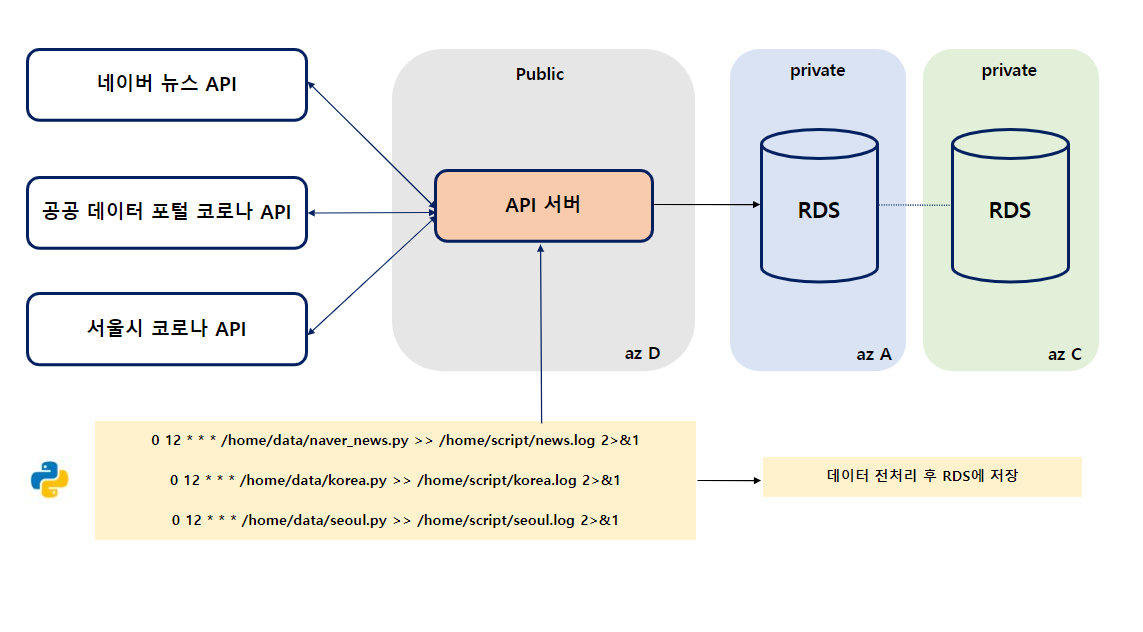 네이버 뉴스 API
공공 데이터 포털 코로나 API
서울시 코로나 API
Public
API 서버
az D
private
RDS
az A
private
RDS
az C
0 12 * * * /home/data/naver_news.py >> /home/script/news.log 2>&1
0 12 * * * /home/data/korea.py >> /home/script/korea.log 2>&1
0 12 * * * /home/data/seoul.py >> /home/script/seoul.log 2>&1
데이터 전처리 후 RDS에 저장